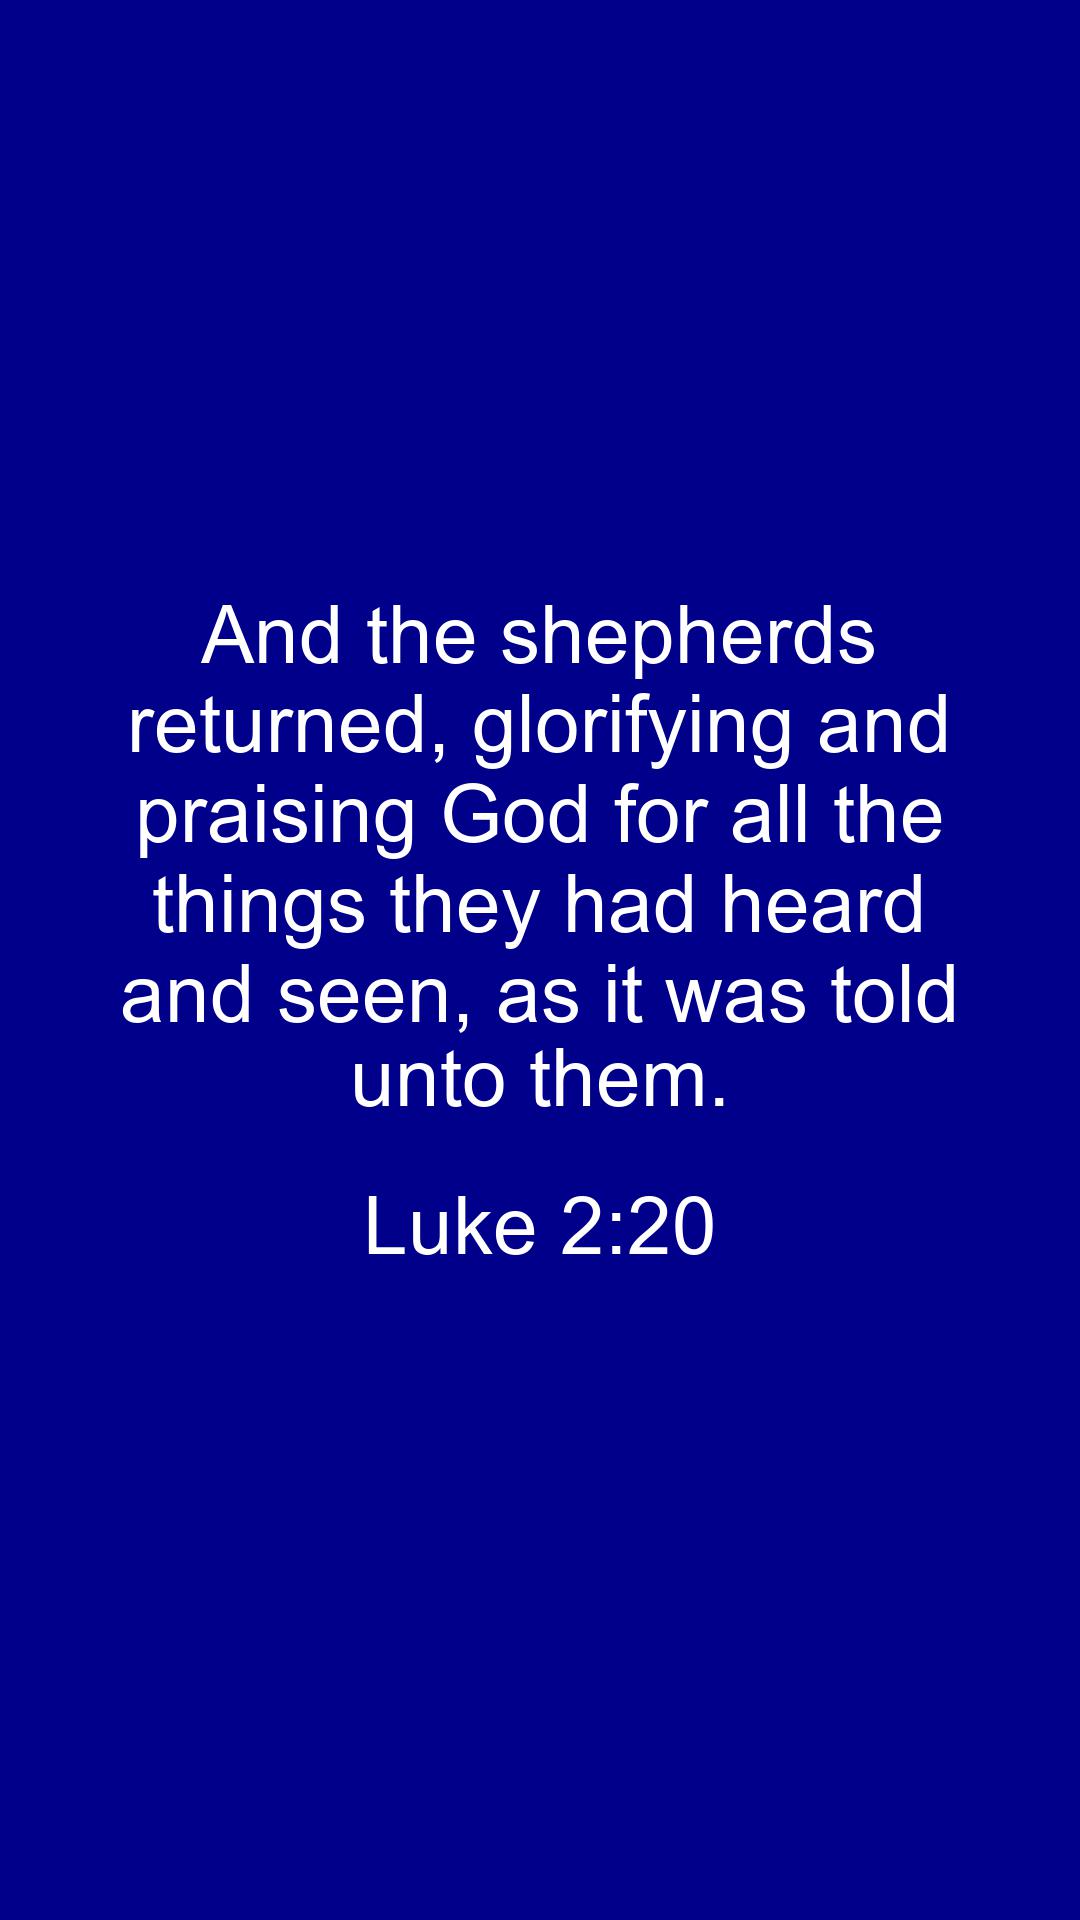 And the shepherds
returned, glorifying and
praising God for all the
things they had heard
and seen, as it was told
unto them.
Luke 2:20